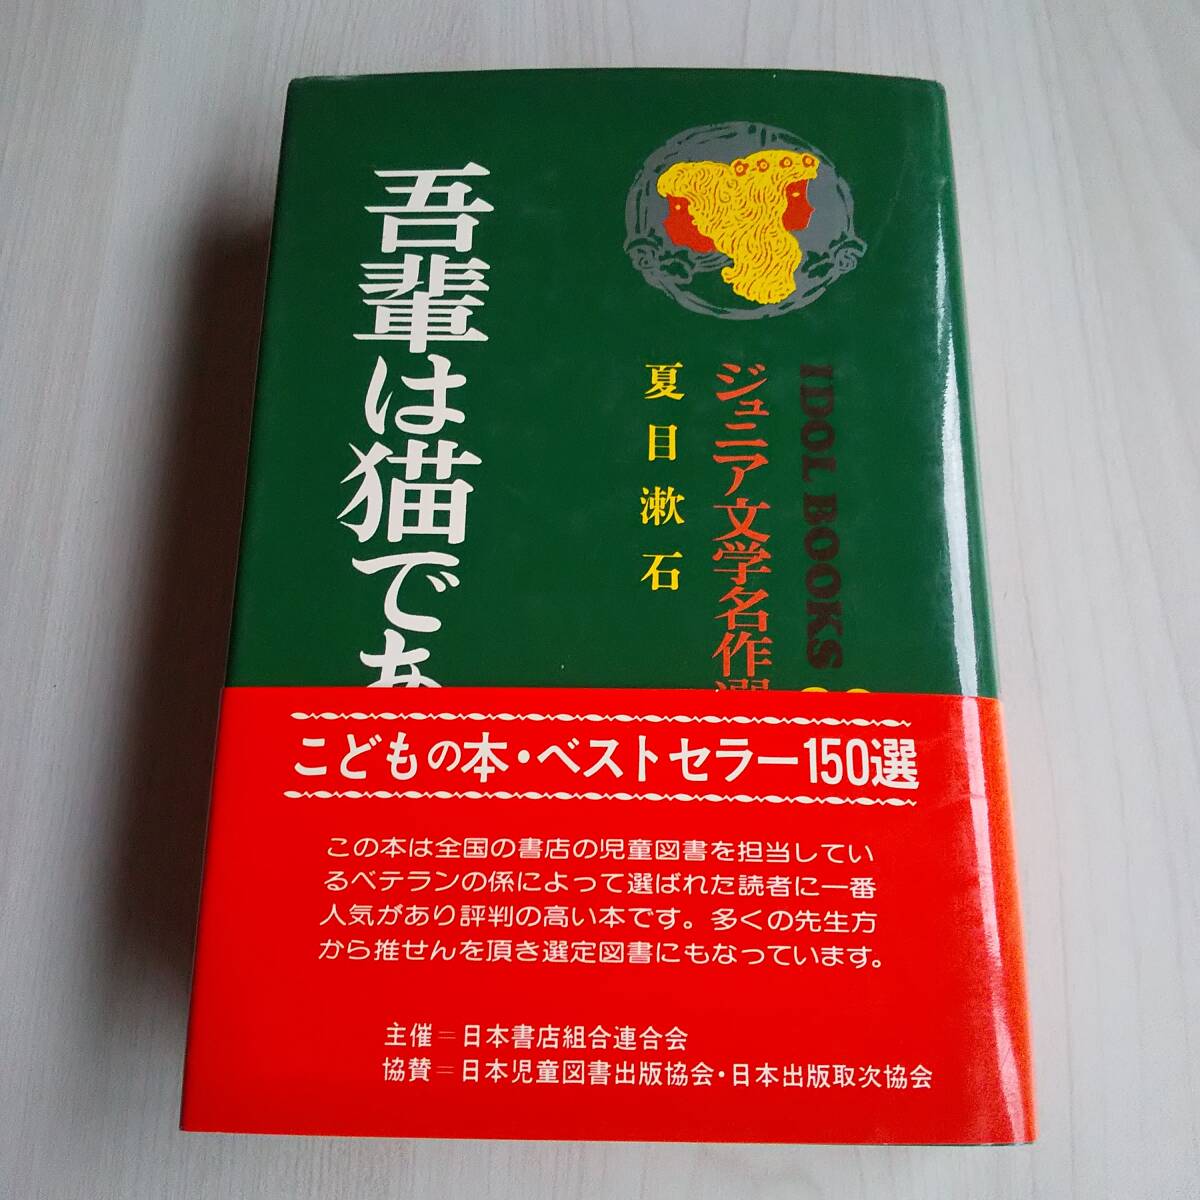 IDOL BOOKS
ジュニア文学名作選
夏目漱石
吾輩は猫であ
こどもの本・ベストセラー150選
この本は全国の書店の児童図書を担当してい
るベテランの係によって選ばれた読者に一番
人気があり評判の高い本です。多くの先生方
から推せんを頂き選定図書にもなっています。
主催＝日本書店組合連合会
協賛＝日本児童図書出版協会・日本出版取次協会